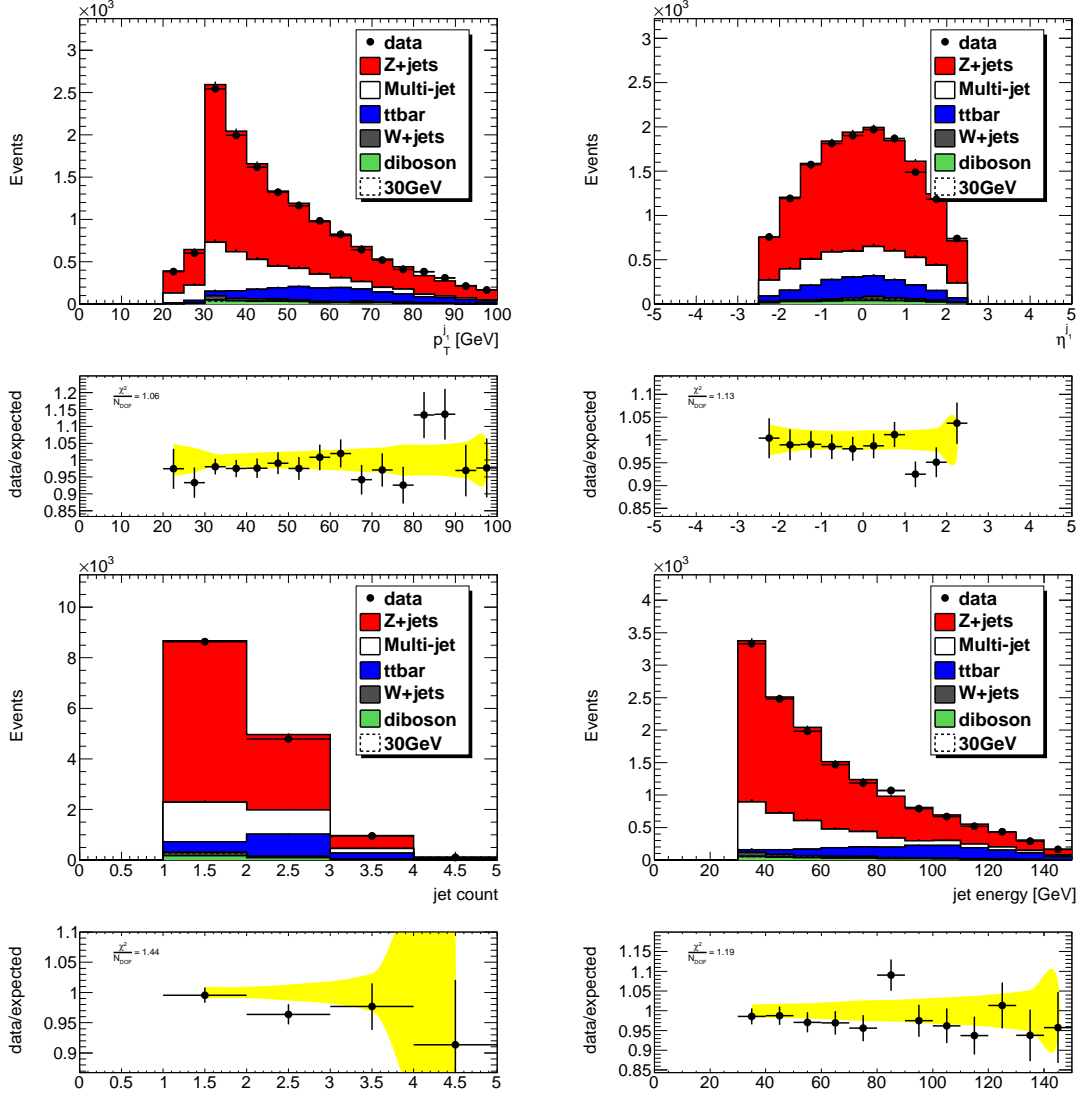 ×10³
Events
3
2.5
2
1.5
1
0.5
0
data
Z+jets
Multi-jet
ttbar
W+jets
diboson
30GeV
0 10 20 30 40 50 60 70 80 90 100
p_T^{j_1} [GeV]
×10³
Events
3
2.5
2
1.5
1
0.5
0
data
Z+jets
Multi-jet
ttbar
W+jets
diboson
30GeV
-5 -4 -3 -2 -1 0 1 2 3 4 5
η^{j_1}
data/expected
1.2
1.15
1.1
1.05
1
0.95
0.9
0.85
χ²/N_DOF = 1.06
0 10 20 30 40 50 60 70 80 90 100
data/expected
1.1
1.05
1
0.95
0.9
0.85
χ²/N_DOF = 1.13
-5 -4 -3 -2 -1 0 1 2 3 4 5
×10³
Events
10
8
6
4
2
0
data
Z+jets
Multi-jet
ttbar
W+jets
diboson
30GeV
0 0.5 1 1.5 2 2.5 3 3.5 4 4.5 5
jet count
×10³
Events
4
3.5
3
2.5
2
1.5
1
0.5
0
data
Z+jets
Multi-jet
ttbar
W+jets
diboson
30GeV
0 20 40 60 80 100 120 140
jet energy [GeV]
data/expected
1.1
1.05
1
0.95
0.9
χ²/N_DOF = 1.44
0 0.5 1 1.5 2 2.5 3 3.5 4 4.5 5
data/expected
1.15
1.1
1.05
1
0.95
0.9
0.85
χ²/N_DOF = 1.19
0 20 40 60 80 100 120 140